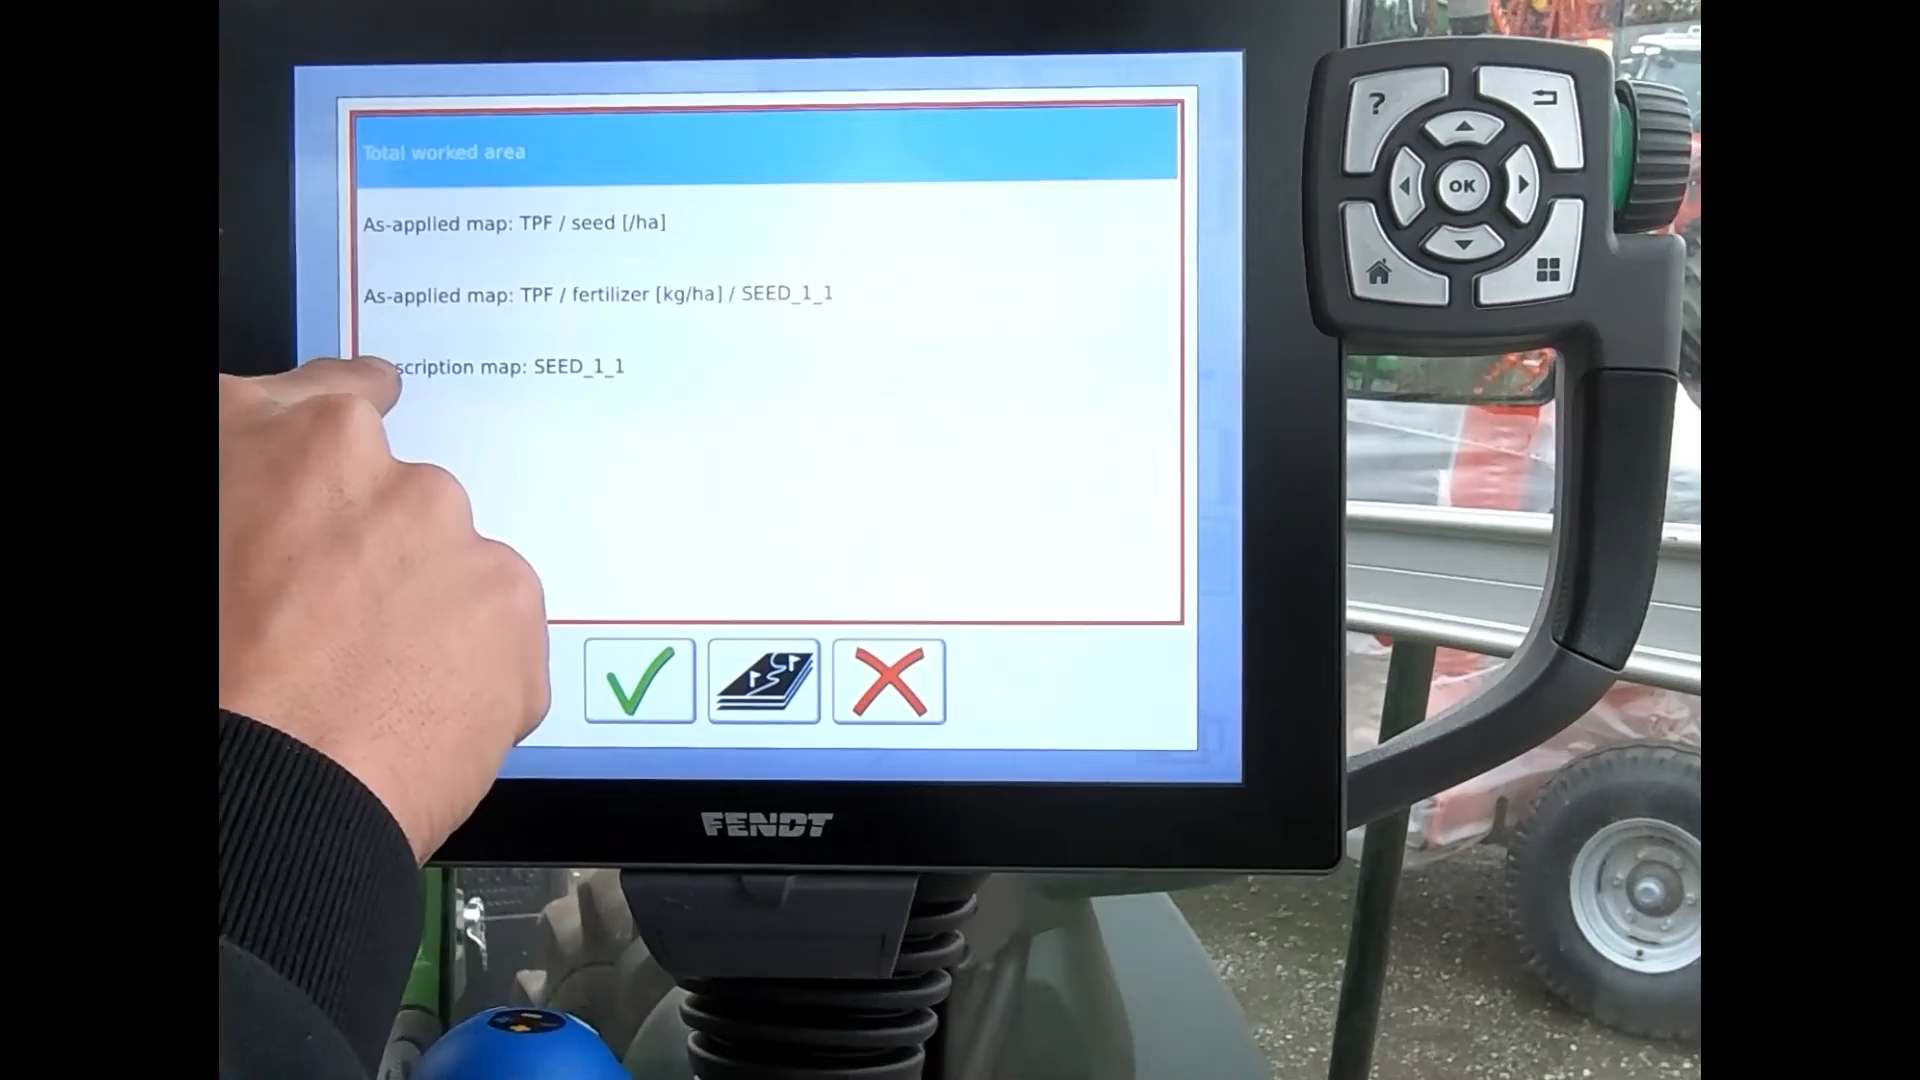 Total worked area
As-applied map: TPF / seed [/ha]
As-applied map: TPF / fertilizer [kg/ha] / SEED_1_1
scription map: SEED_1_1
FENDT
?
OK